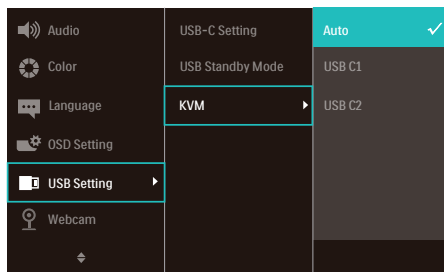 Audio
Color
Language
OSD Setting
USB Setting
Webcam
USB-C Setting
USB Standby Mode
KVM
Auto
USB C1
USB C2